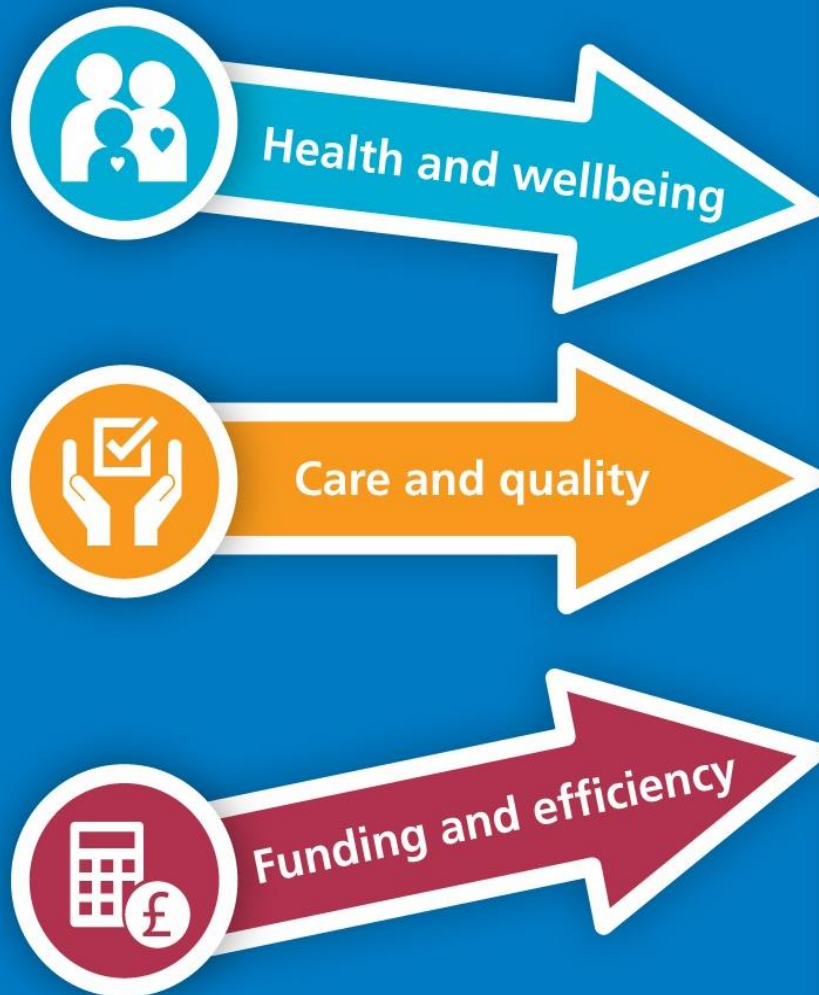 Health and wellbeing
Care and quality
Funding and efficiency
£